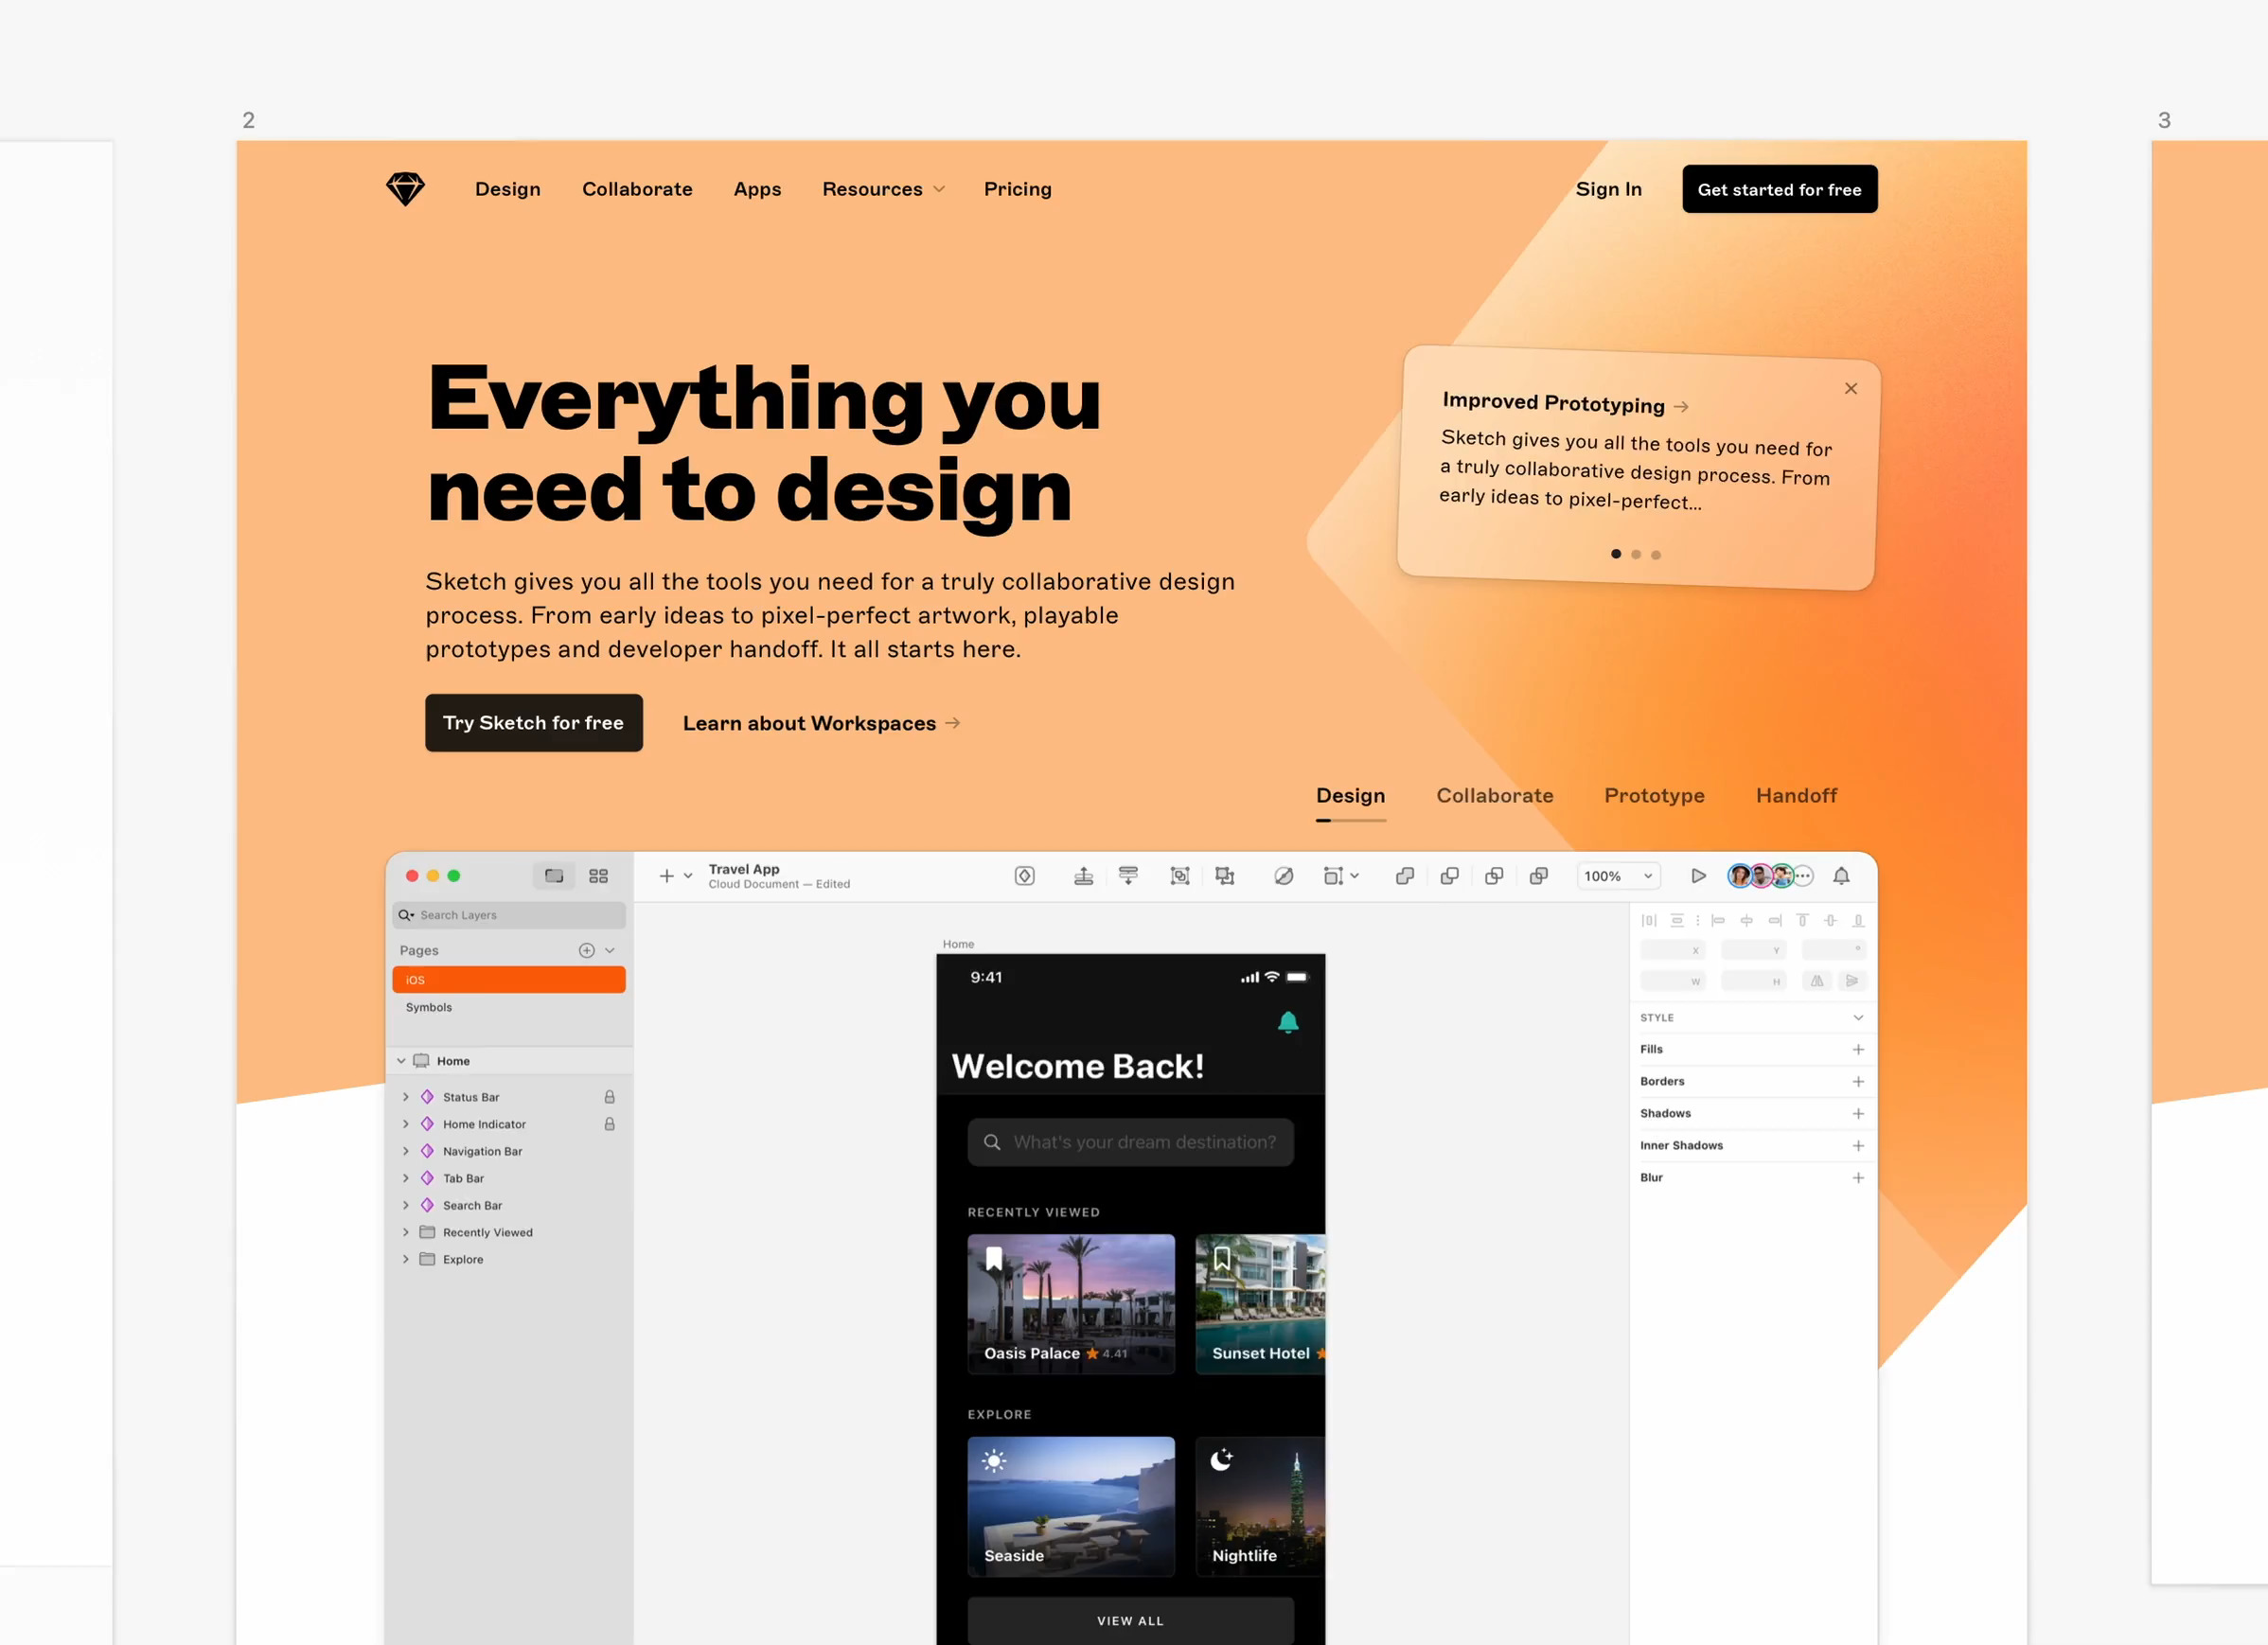 2
3
Design
Collaborate
Apps
Resources
Pricing
Sign In
Get started for free
Everything you
need to design
Sketch gives you all the tools you need for a truly collaborative design
process. From early ideas to pixel-perfect artwork, playable
prototypes and developer handoff. It all starts here.
Try Sketch for free
Learn about Workspaces →
Improved Prototyping →
Sketch gives you all the tools you need for
a truly collaborative design process. From
early ideas to pixel-perfect...
Design
Collaborate
Prototype
Handoff
Travel App
Cloud Document — Edited
100%
Search Layers
Pages
iOS
Symbols
Home
Status Bar
Home Indicator
Navigation Bar
Tab Bar
Search Bar
Recently Viewed
Explore
Home
9:41
Welcome Back!
What's your dream destination?
RECENTLY VIEWED
Oasis Palace ★ 4.41
Sunset Hotel ★
EXPLORE
Seaside
Nightlife
VIEW ALL
X
Y
°
W
H
STYLE
Fills
Borders
Shadows
Inner Shadows
Blur